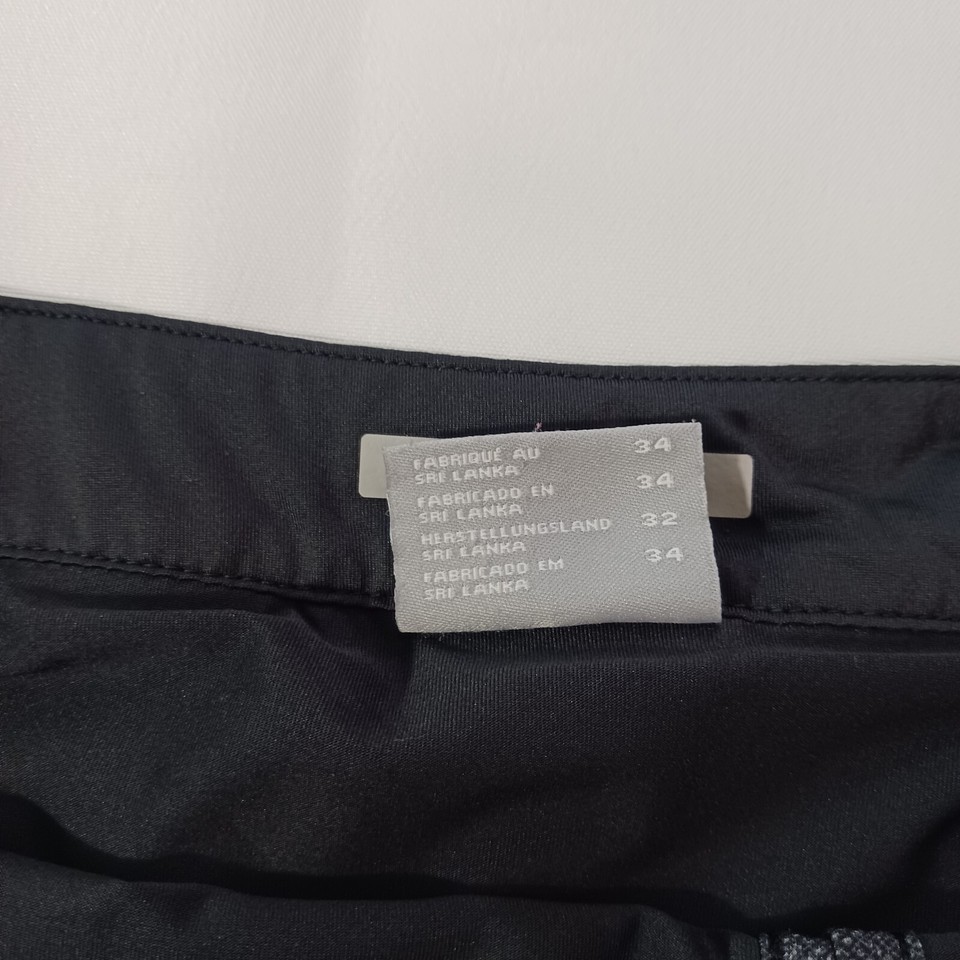 FABRIQUÉ AU 34
SRI LANKA
FABRICADO EN 34
SRI LANKA
HERSTELLUNGSLAND 32
SRI LANKA
FABRICADO EM 34
SRI LANKA